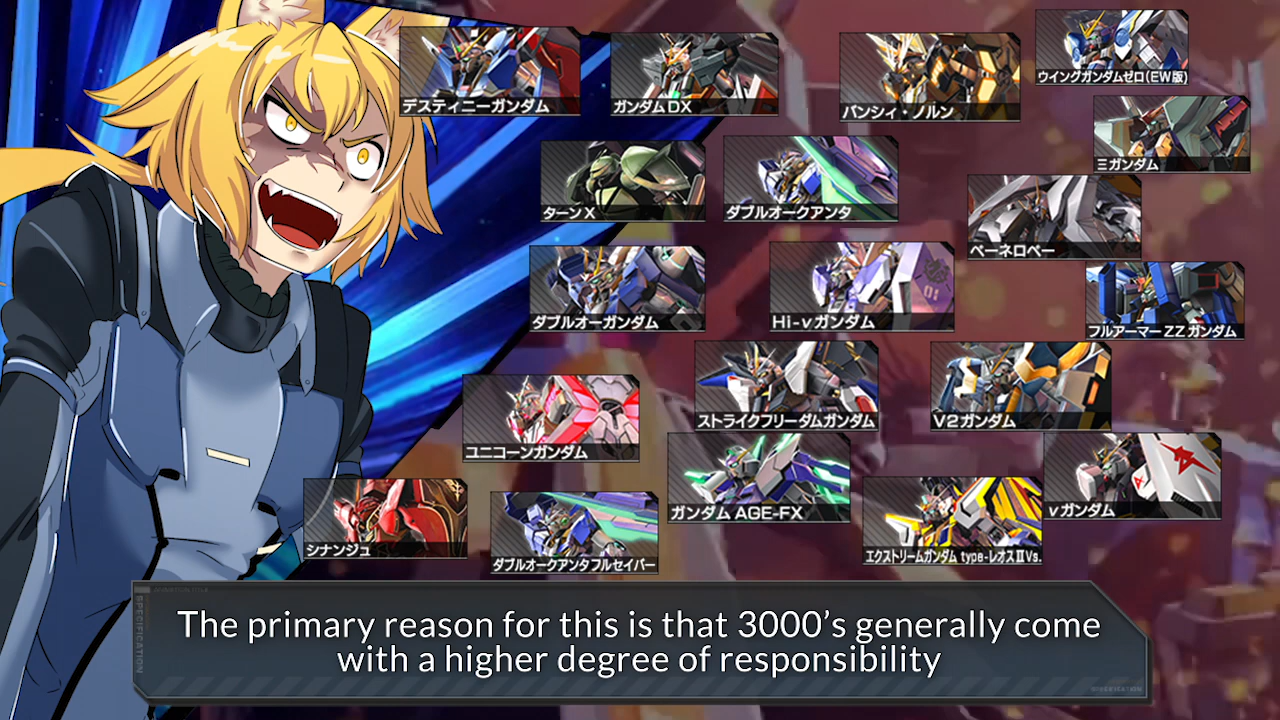 デスティニーガンダム
ガンダムDX
バンシィ・ノルン
ウイングガンダムゼロ(EW版)
ターンX
ダブルオークアンタ
ミガンダム
ペーネロペー
ダブルオーガンダム
Hi-νガンダム
フルアーマーZZガンダム
ユニコーンガンダム
ストライクフリーダムガンダム
V2ガンダム
シナンジュ
ダブルオークアンタフルセイバー
ガンダム AGE-FX
エクストリームガンダム type-レオスⅡVs.
νガンダム
01
SPECIFICATION
The primary reason for this is that 3000's generally come
with a higher degree of responsibility